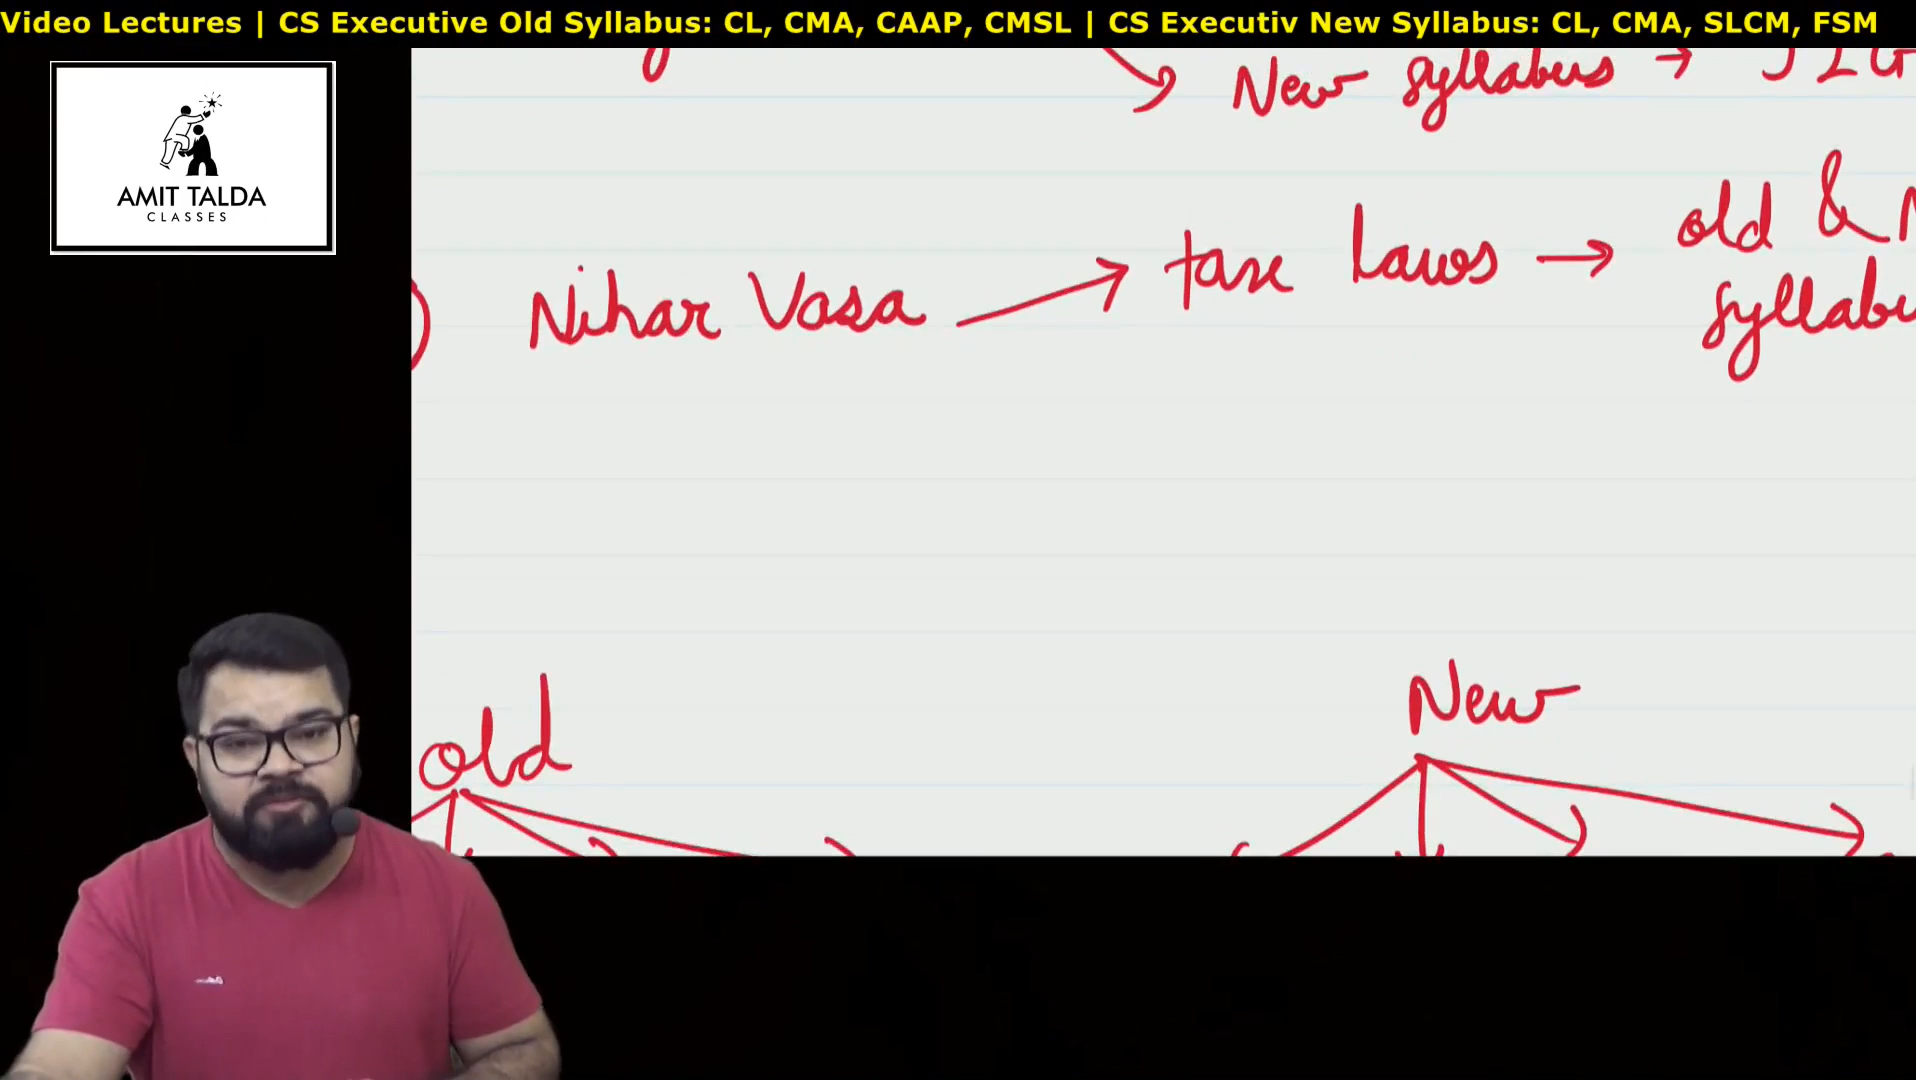 Video Lectures | CS Executive Old Syllabus: CL, CMA, CAAP, CMSL | CS Executiv New Syllabus: CL, CMA, SLCM, FSM
AMIT TALDA
CLASSES
New syllabus →
Nihar Vasa → tax Laws → old &
old
New